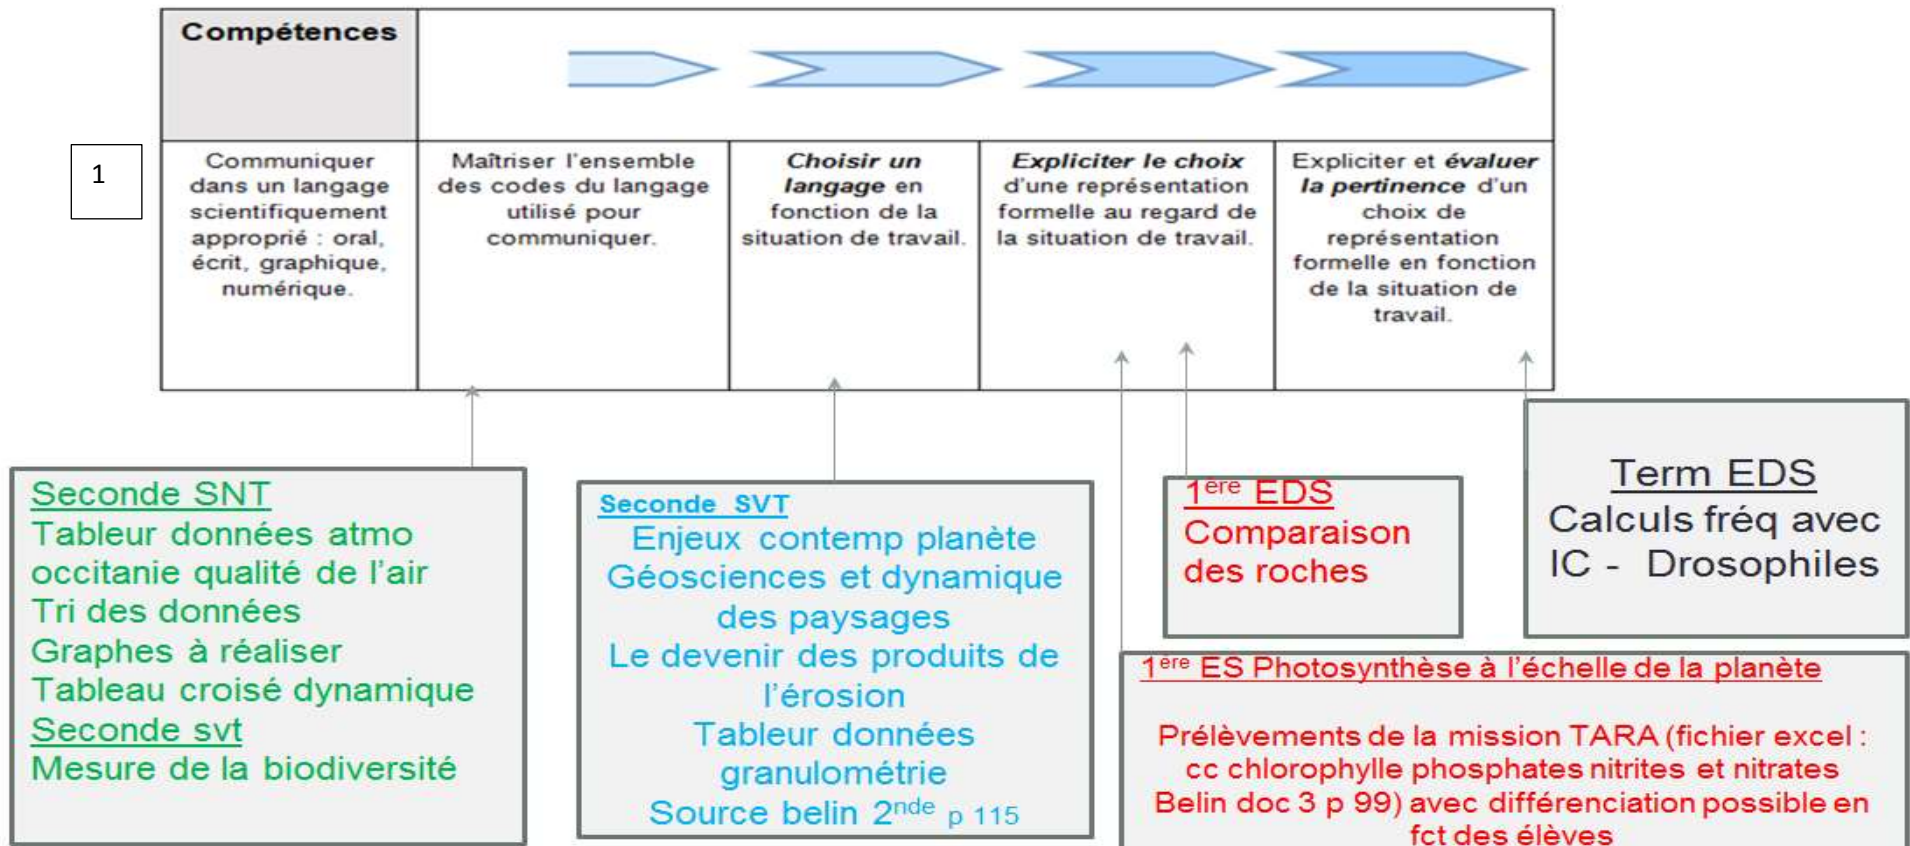 Compétences
1
Communiquer
dans un langage
scientifiquement
approprié : oral,
écrit, graphique,
numérique.
Maîtriser l'ensemble
des codes du langage
utilisé pour
communiquer.
Choisir un
langage en
fonction de la
situation de travail.
Expliciter le choix
d'une représentation
formelle au regard de
la situation de travail.
Expliciter et évaluer
la pertinence d'un
choix de
représentation
formelle en fonction
de la situation de
travail.
Seconde SNT
Tableur données atmo
occitanie qualité de l'air
Tri des données
Graphes à réaliser
Tableau croisé dynamique
Seconde svt
Mesure de la biodiversité
Seconde SVT
Enjeux contemp planète
Géosciences et dynamique
des paysages
Le devenir des produits de
l'érosion
Tableur données
granulométrie
Source belin 2nde p 115
1ère EDS
Comparaison
des roches
Term EDS
Calculs fréq avec
IC - Drosophiles
1ère ES Photosynthèse à l'échelle de la planète
Prélèvements de la mission TARA (fichier excel :
cc chlorophylle phosphates nitrites et nitrates
Belin doc 3 p 99) avec différenciation possible en
fct des élèves